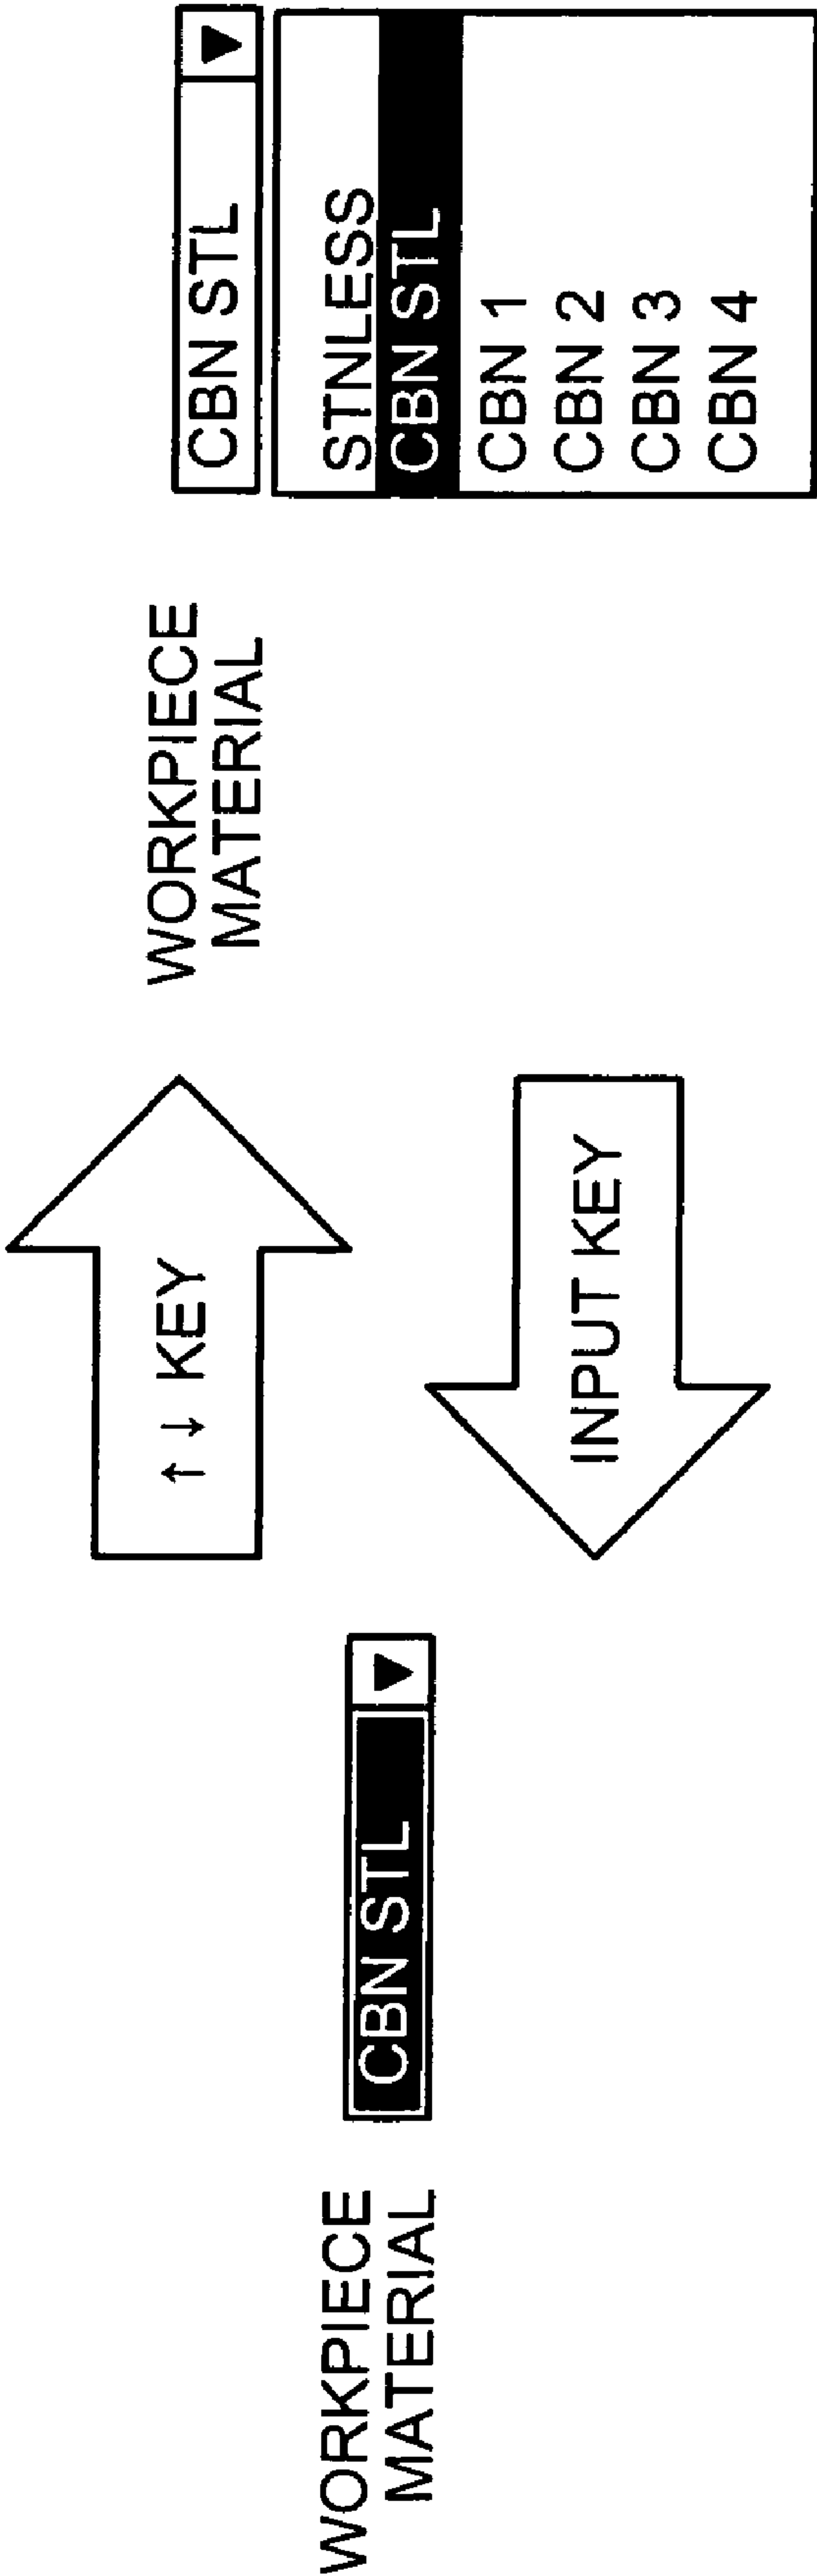 WORKPIECE
MATERIAL
CBN STL ▼
↑ ↓ KEY
INPUT KEY
WORKPIECE
MATERIAL
CBN STL ▼
STNLESS
CBN STL
CBN 1
CBN 2
CBN 3
CBN 4